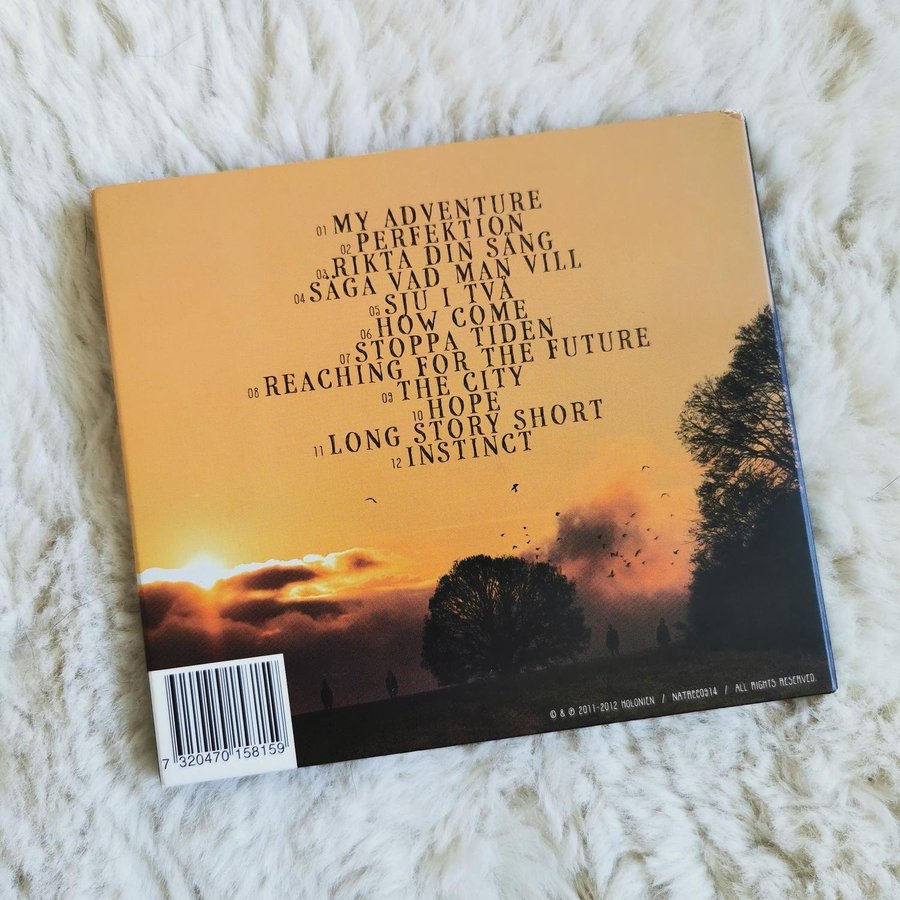 01 MY ADVENTURE
02 PERFEKTION
03 RIKTA DIN SÅNG
04 SÄGA VAD MAN VILL
05 SJU I TVÅ
06 HOW COME
07 STOPPA TIDEN
08 REACHING FOR THE FUTURE
09 THE CITY
10 HOPE
11 LONG STORY SHORT
12 INSTINCT
© & ℗ 2011-2012 MOLONIEN / NATREC0914 / ALL RIGHTS RESERVED.
7 320470 158159